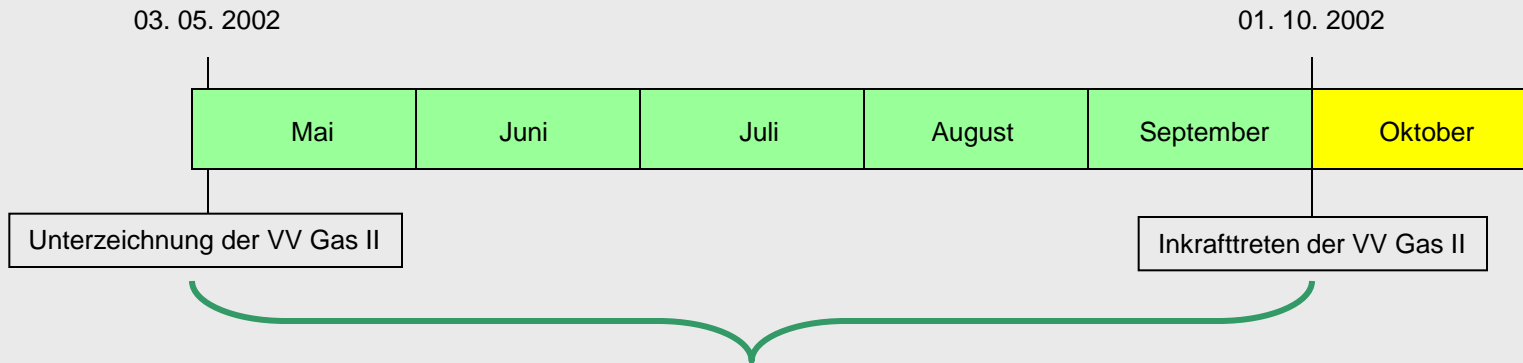 03. 05. 2002
01. 10. 2002
Mai
Juni
Juli
August
September
Oktober
Unterzeichnung der VV Gas II
Inkrafttreten der VV Gas II